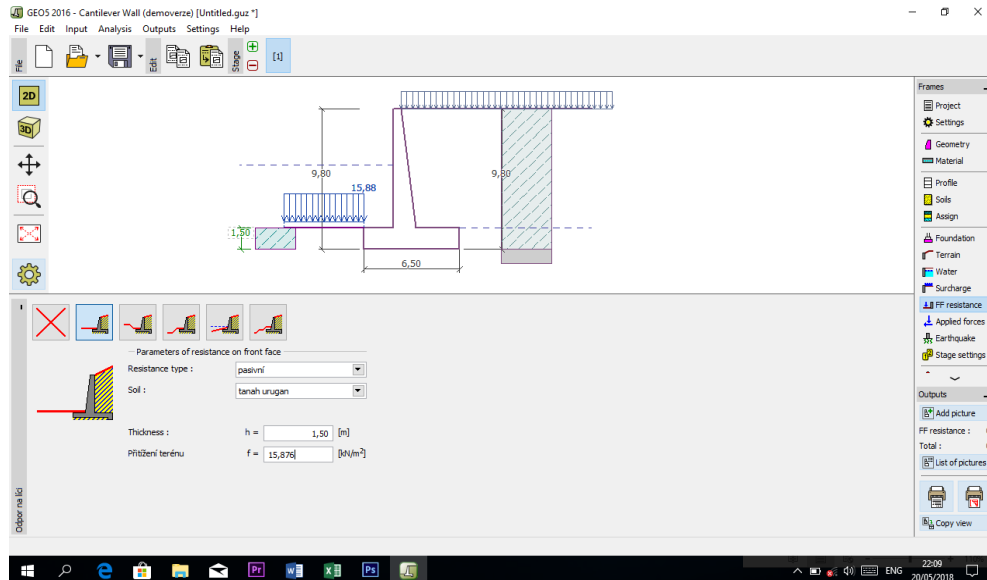 GEO5 2016 - Cantilever Wall (demoverze) [Untitled.guz *]
File Edit Input Analysis Outputs Settings Help
File
Edit
Stage
[1]
2D
3D
9,80
9,80
15,88
1,50
6,50
Parameters of resistance on front face
Resistance type : pasivní
Soil : tanah urugan
Thickness : h = 1,50 [m]
Přitížení terénu f = 15,876 [kN/m²]
Odpor na líci
Frames
Project
Settings
Geometry
Material
Profile
Soils
Assign
Foundation
Terrain
Water
Surcharge
FF resistance
Applied forces
Earthquake
Stage settings
Outputs
Add picture
FF resistance :
Total :
List of pictures
Copy view
Pr
Ps
ENG
22:09
20/05/2018